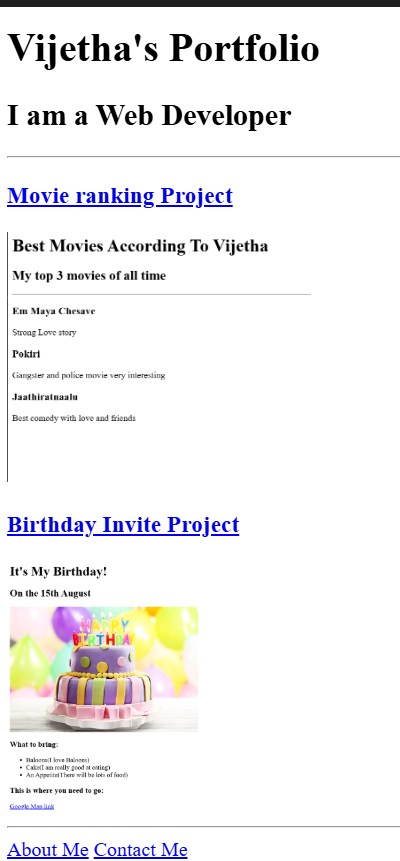 Vijetha's Portfolio
I am a Web Developer
Movie ranking Project
Best Movies According To Vijetha
My top 3 movies of all time
Em Maya Chesave
Strong Love story
Pokiri
Gangster and police movie very interesting
Jaathiratnaalu
Best comedy with love and friends
Birthday Invite Project
It's My Birthday!
On the 15th August
HAPPY
BIRTHDAY
What to bring:
Baloons(I love Baloons)
Cake(I am really good at eating)
An Appetite(There will be lots of food)
This is where you need to go:
Google Map link
About Me Contact Me